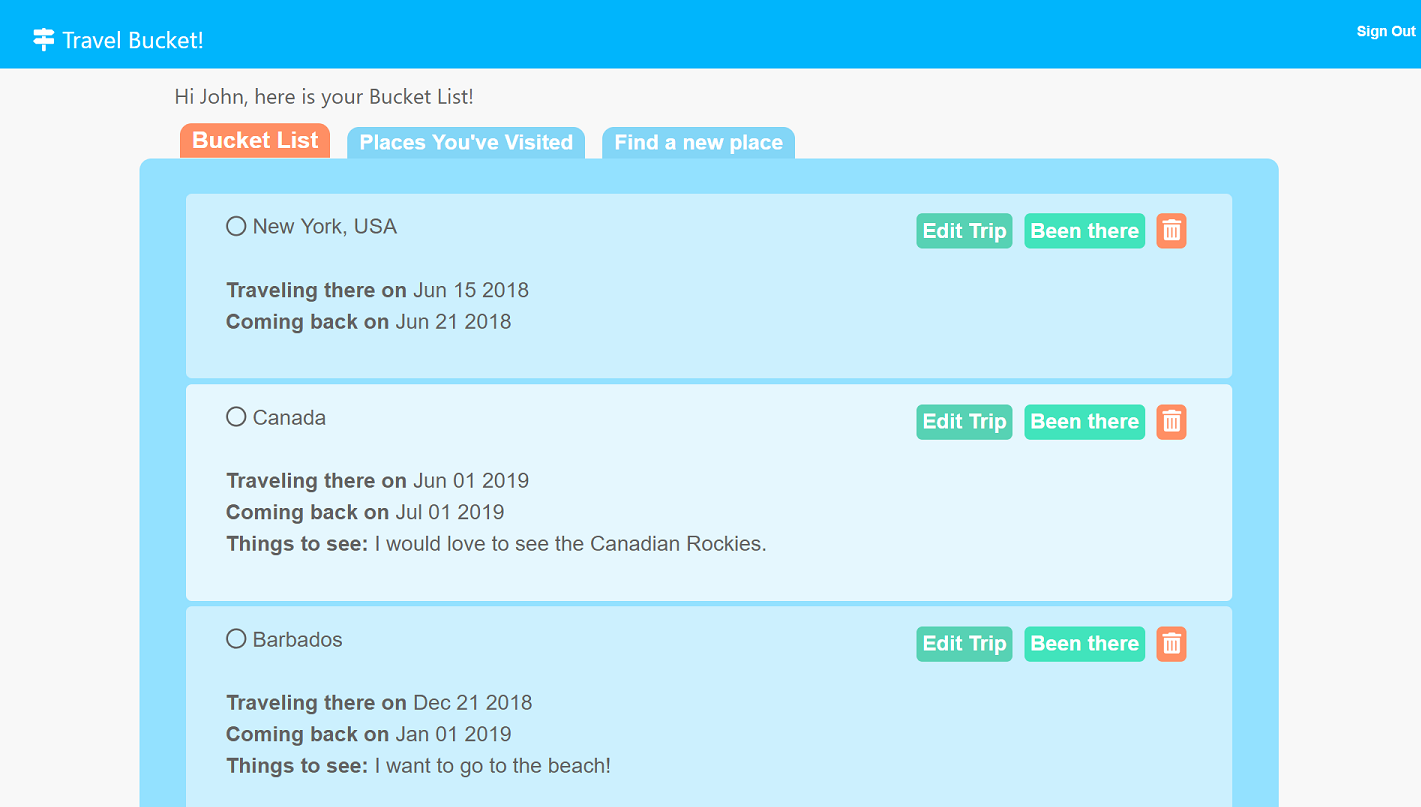 Travel Bucket!
Sign Out
Hi John, here is your Bucket List!
Bucket List
Places You've Visited
Find a new place
New York, USA
Edit Trip
Been there
Traveling there on Jun 15 2018
Coming back on Jun 21 2018
Canada
Edit Trip
Been there
Traveling there on Jun 01 2019
Coming back on Jul 01 2019
Things to see: I would love to see the Canadian Rockies.
Barbados
Edit Trip
Been there
Traveling there on Dec 21 2018
Coming back on Jan 01 2019
Things to see: I want to go to the beach!